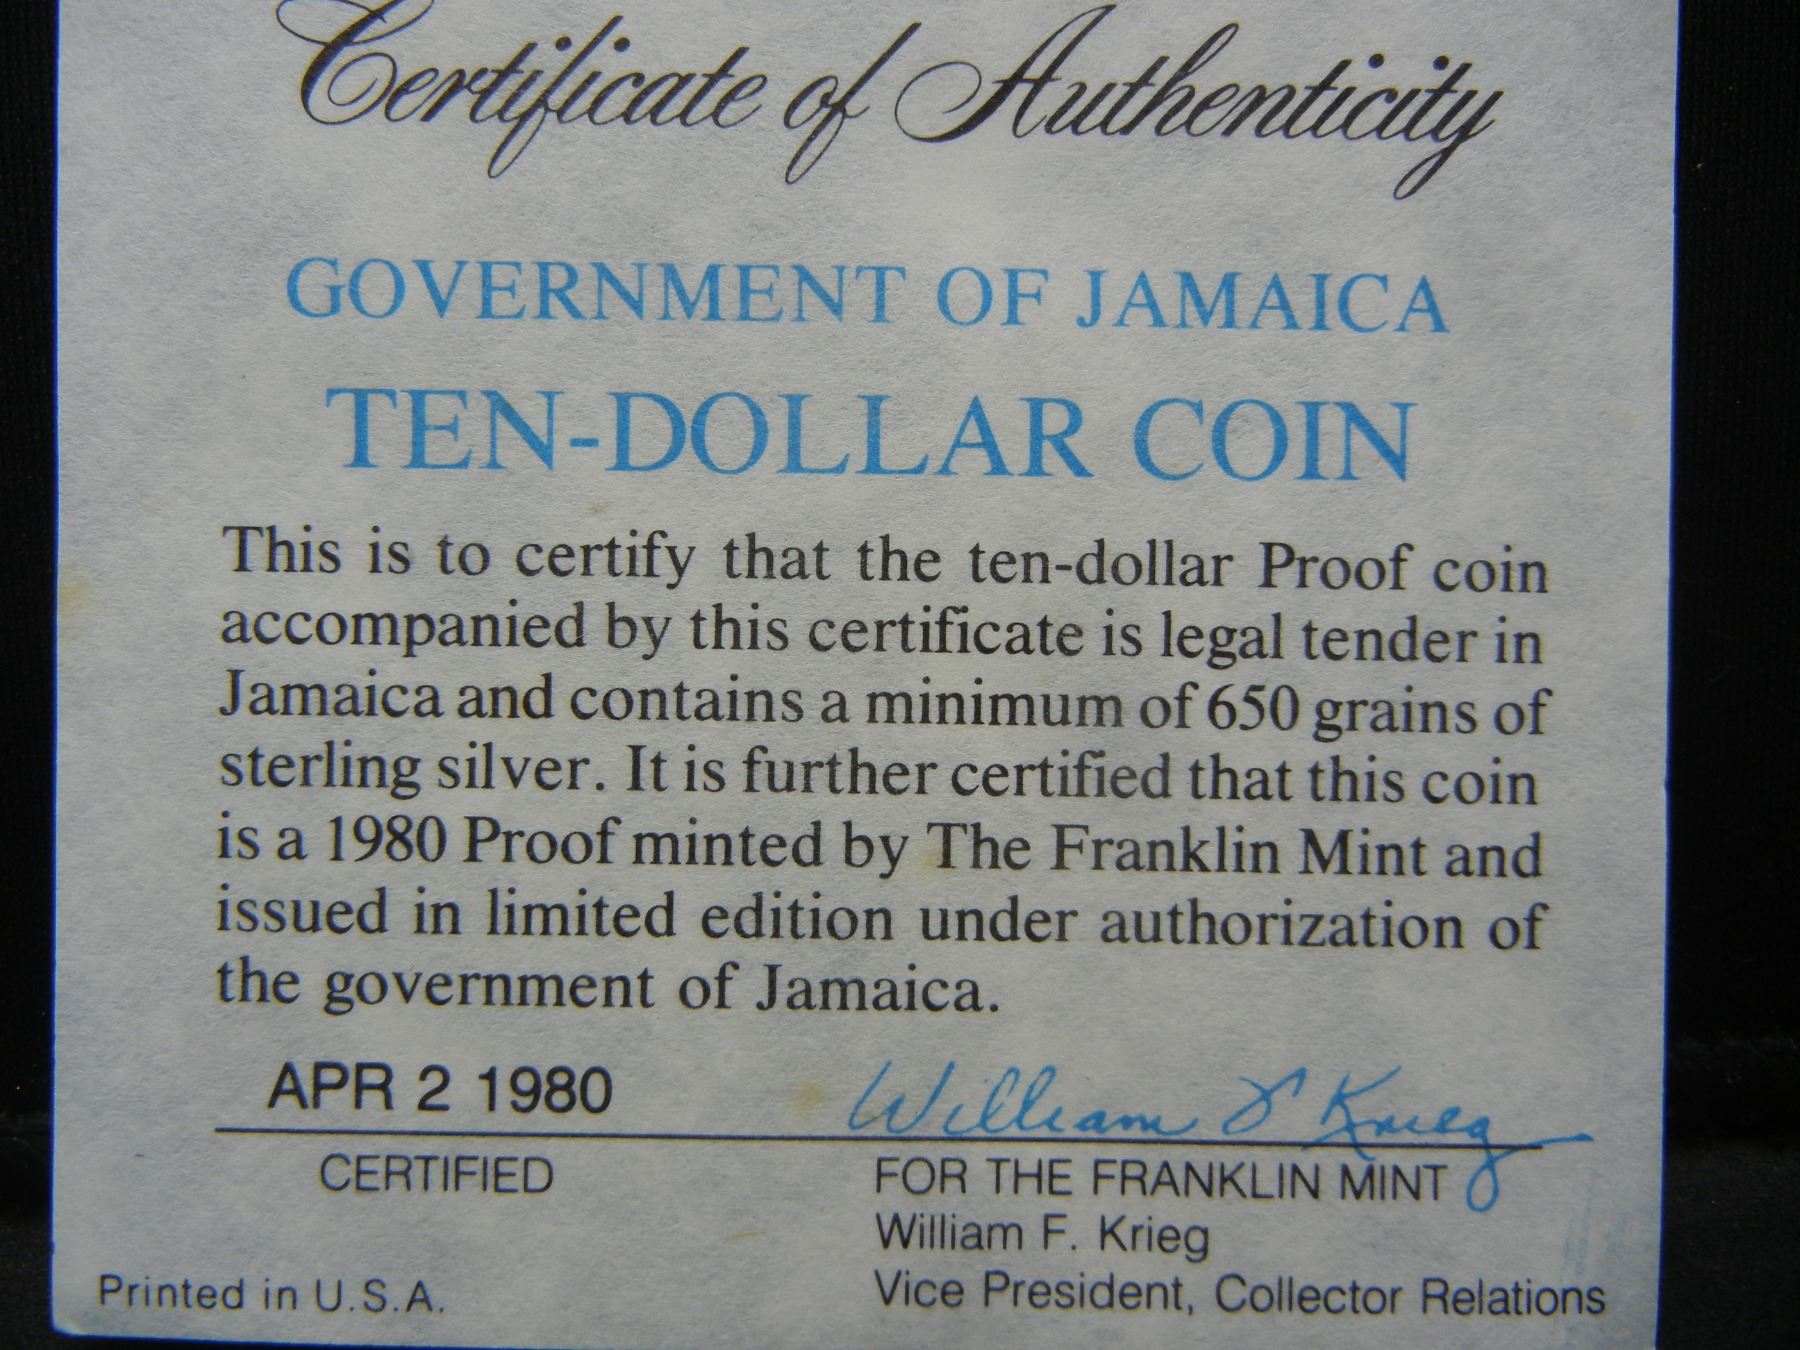 Certificate of Authenticity
GOVERNMENT OF JAMAICA
TEN-DOLLAR COIN
This is to certify that the ten-dollar Proof coin
accompanied by this certificate is legal tender in
Jamaica and contains a minimum of 650 grains of
sterling silver. It is further certified that this coin
is a 1980 Proof minted by The Franklin Mint and
issued in limited edition under authorization of
the government of Jamaica.
APR 2 1980
William F Krieg
CERTIFIED
FOR THE FRANKLIN MINT
William F. Krieg
Vice President, Collector Relations
Printed in U.S.A.